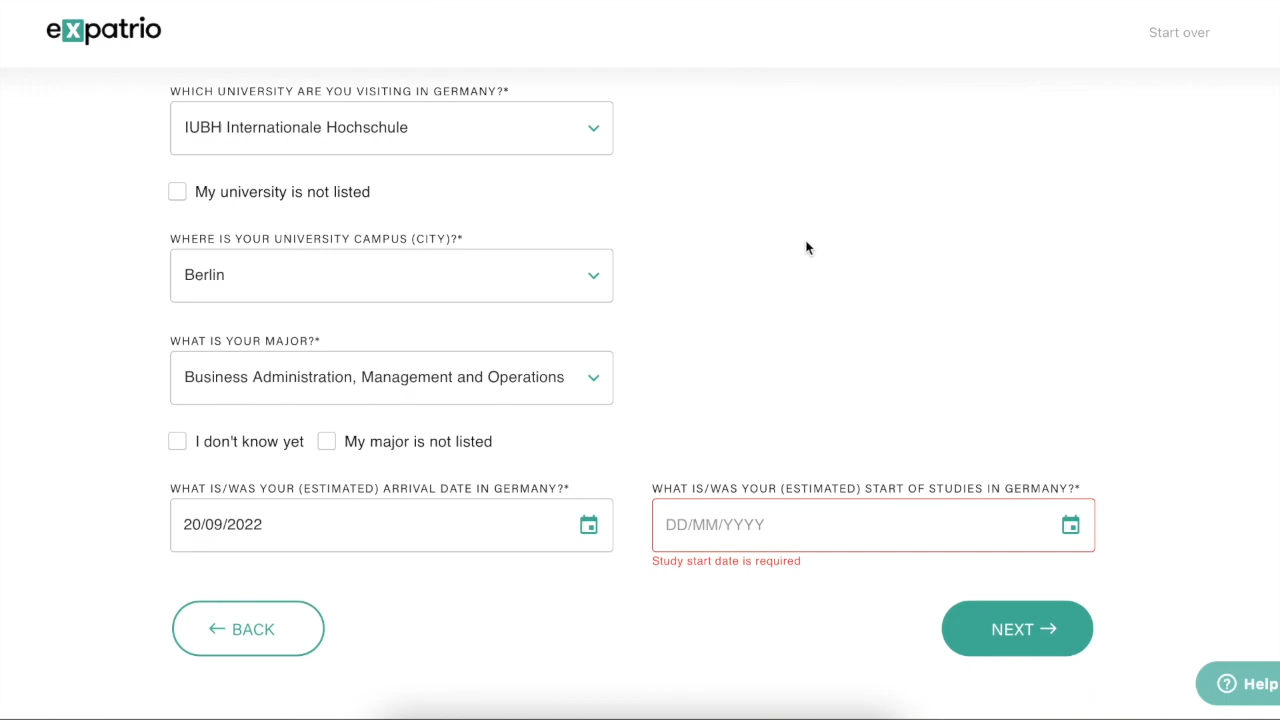 expatrio
Start over
WHICH UNIVERSITY ARE YOU VISITING IN GERMANY?*
IUBH Internationale Hochschule
My university is not listed
WHERE IS YOUR UNIVERSITY CAMPUS (CITY)?*
Berlin
WHAT IS YOUR MAJOR?*
Business Administration, Management and Operations
I don't know yet
My major is not listed
WHAT IS/WAS YOUR (ESTIMATED) ARRIVAL DATE IN GERMANY?*
20/09/2022
WHAT IS/WAS YOUR (ESTIMATED) START OF STUDIES IN GERMANY?*
DD/MM/YYYY
Study start date is required
← BACK
NEXT →
? Help